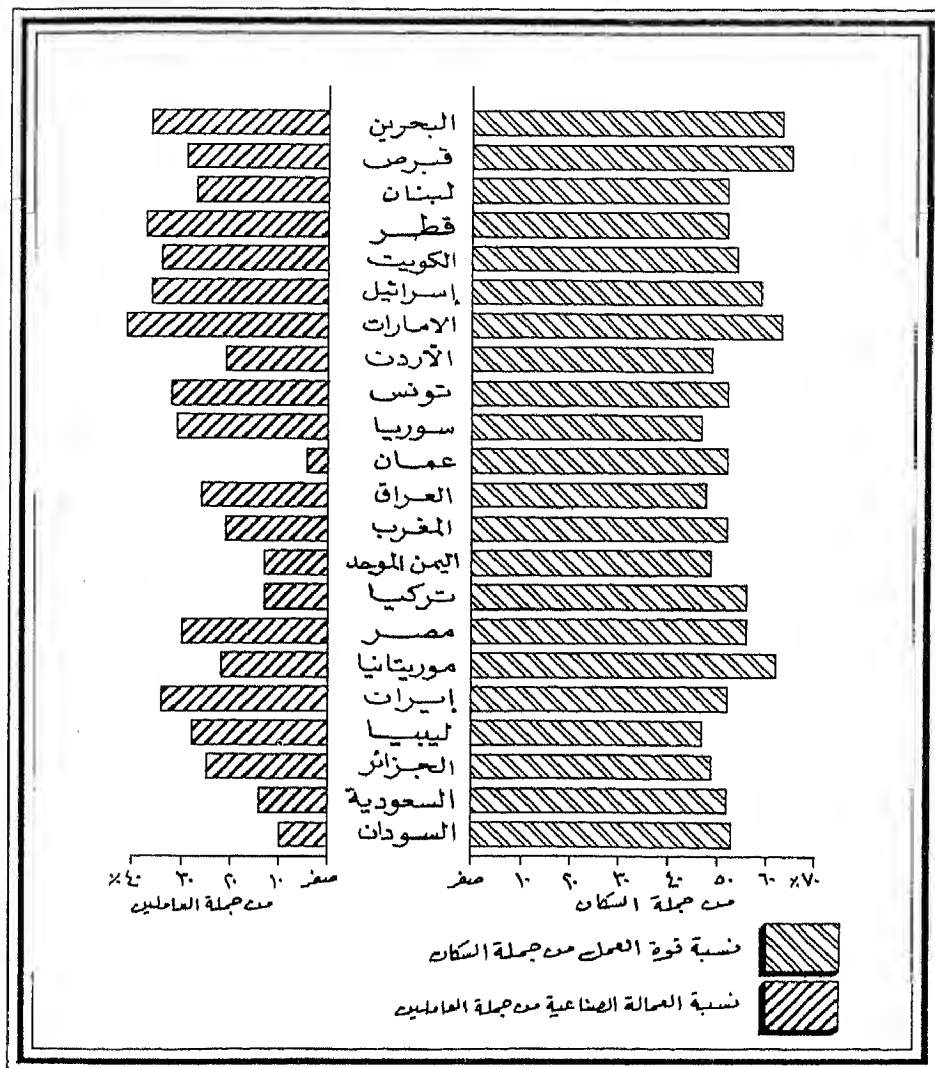 البحرين
قبرص
لبنان
قطر
الكويت
إسرائيل
الامارات
الأردن
تونس
سوريا
عمان
العراق
المغرب
اليمن الموحد
تركيا
مصر
موريتانيا
إيران
ليبيا
الجزائر
السعودية
السودان
صفر ١٠ ٢٠ ٣٠ ٤٠ ٥٠ ٦٠ ٧٠٪
من جملة السكان
صفر ١٠ ٢٠ ٣٠ ٤٠٪
من جملة العاملين
نسبة قوة العمل من جملة السكان
نسبة العمالة الصناعية من جملة العاملين